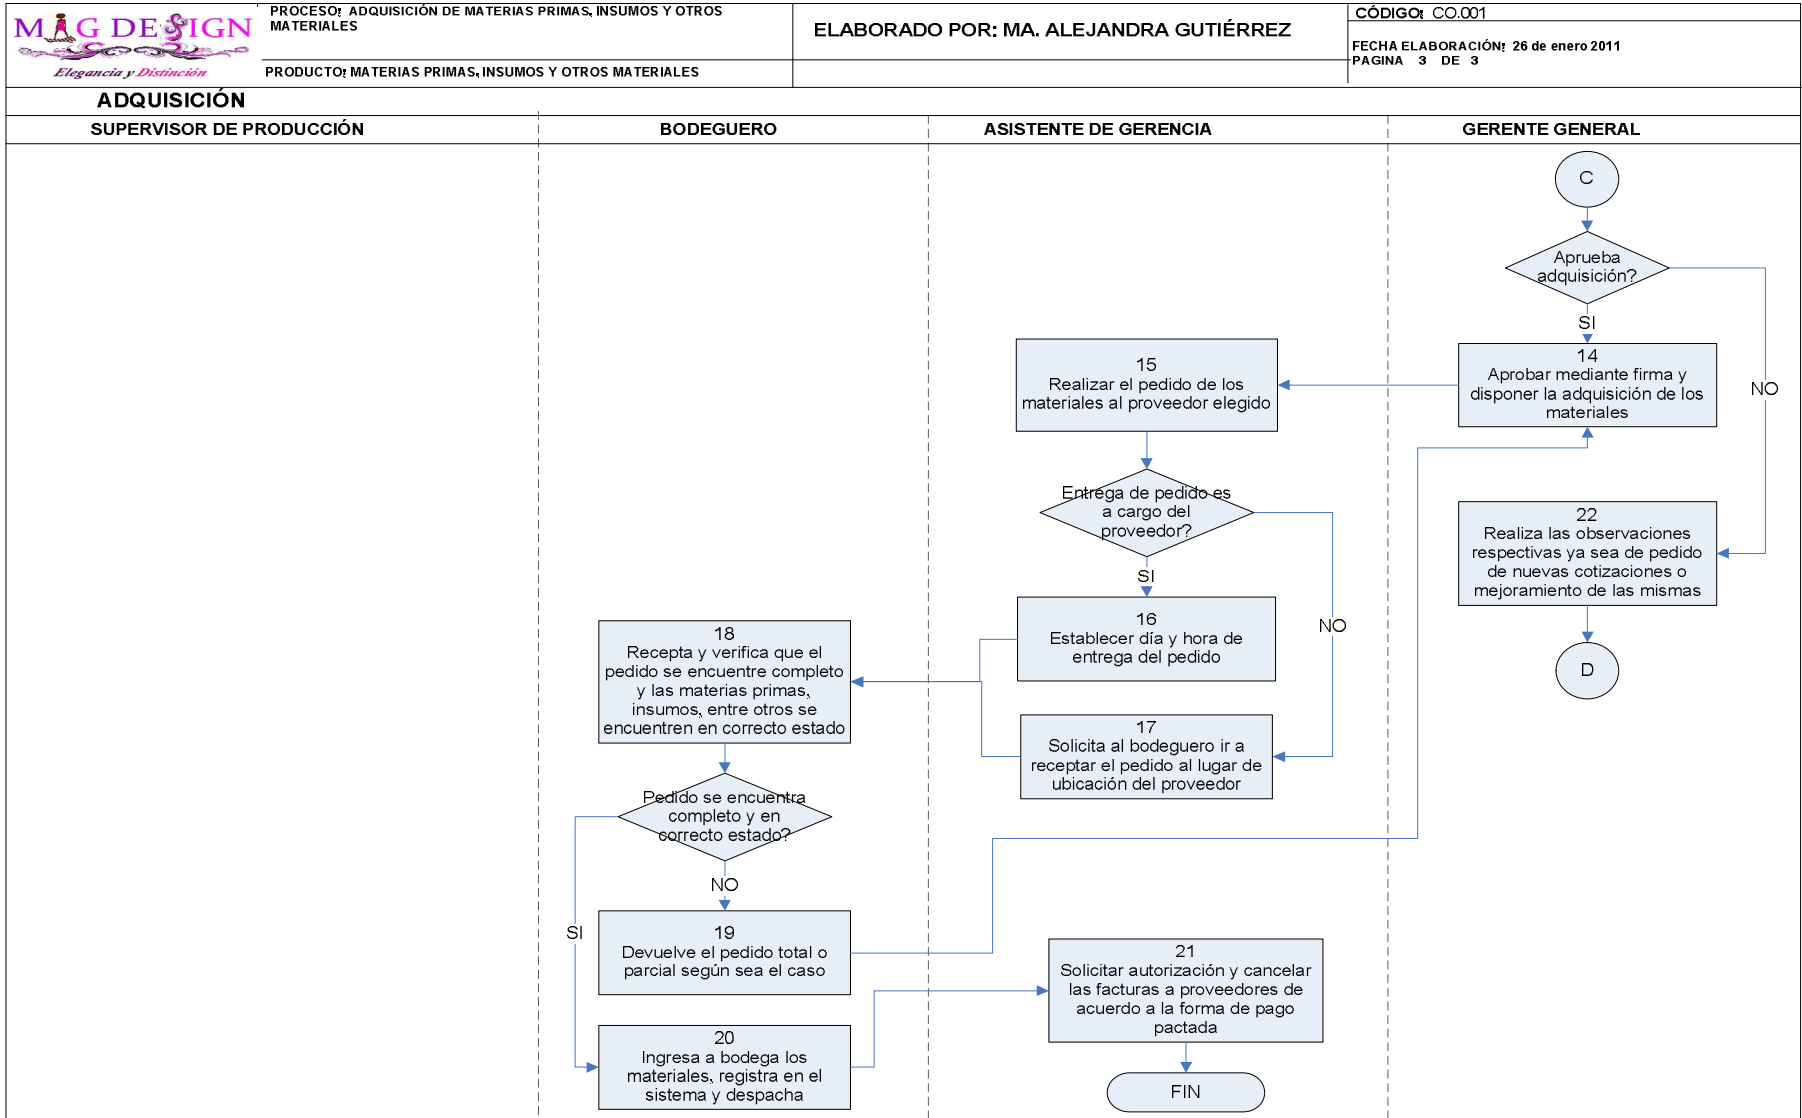 MAG DESIGN
Elegancia y Distinción
PROCESO: ADQUISICIÓN DE MATERIAS PRIMAS, INSUMOS Y OTROS
MATERIALES
PRODUCTO: MATERIAS PRIMAS, INSUMOS Y OTROS MATERIALES
ELABORADO POR: MA. ALEJANDRA GUTIÉRREZ
CÓDIGO: CO.001
FECHA ELABORACIÓN: 26 de enero 2011
PAGINA 3 DE 3
ADQUISICIÓN
SUPERVISOR DE PRODUCCIÓN
BODEGUERO
ASISTENTE DE GERENCIA
GERENTE GENERAL
C
Aprueba
adquisición?
SI
NO
14
Aprobar mediante firma y
disponer la adquisición de los
materiales
15
Realizar el pedido de los
materiales al proveedor elegido
Entrega de pedido es
a cargo del
proveedor?
SI
NO
22
Realiza las observaciones
respectivas ya sea de pedido
de nuevas cotizaciones o
mejoramiento de las mismas
D
16
Establecer día y hora de
entrega del pedido
17
Solicita al bodeguero ir a
receptar el pedido al lugar de
ubicación del proveedor
18
Recepta y verifica que el
pedido se encuentre completo
y las materias primas,
insumos, entre otros se
encuentren en correcto estado
Pedido se encuentra
completo y en
correcto estado?
NO
SI
19
Devuelve el pedido total o
parcial según sea el caso
20
Ingresa a bodega los
materiales, registra en el
sistema y despacha
21
Solicitar autorización y cancelar
las facturas a proveedores de
acuerdo a la forma de pago
pactada
FIN